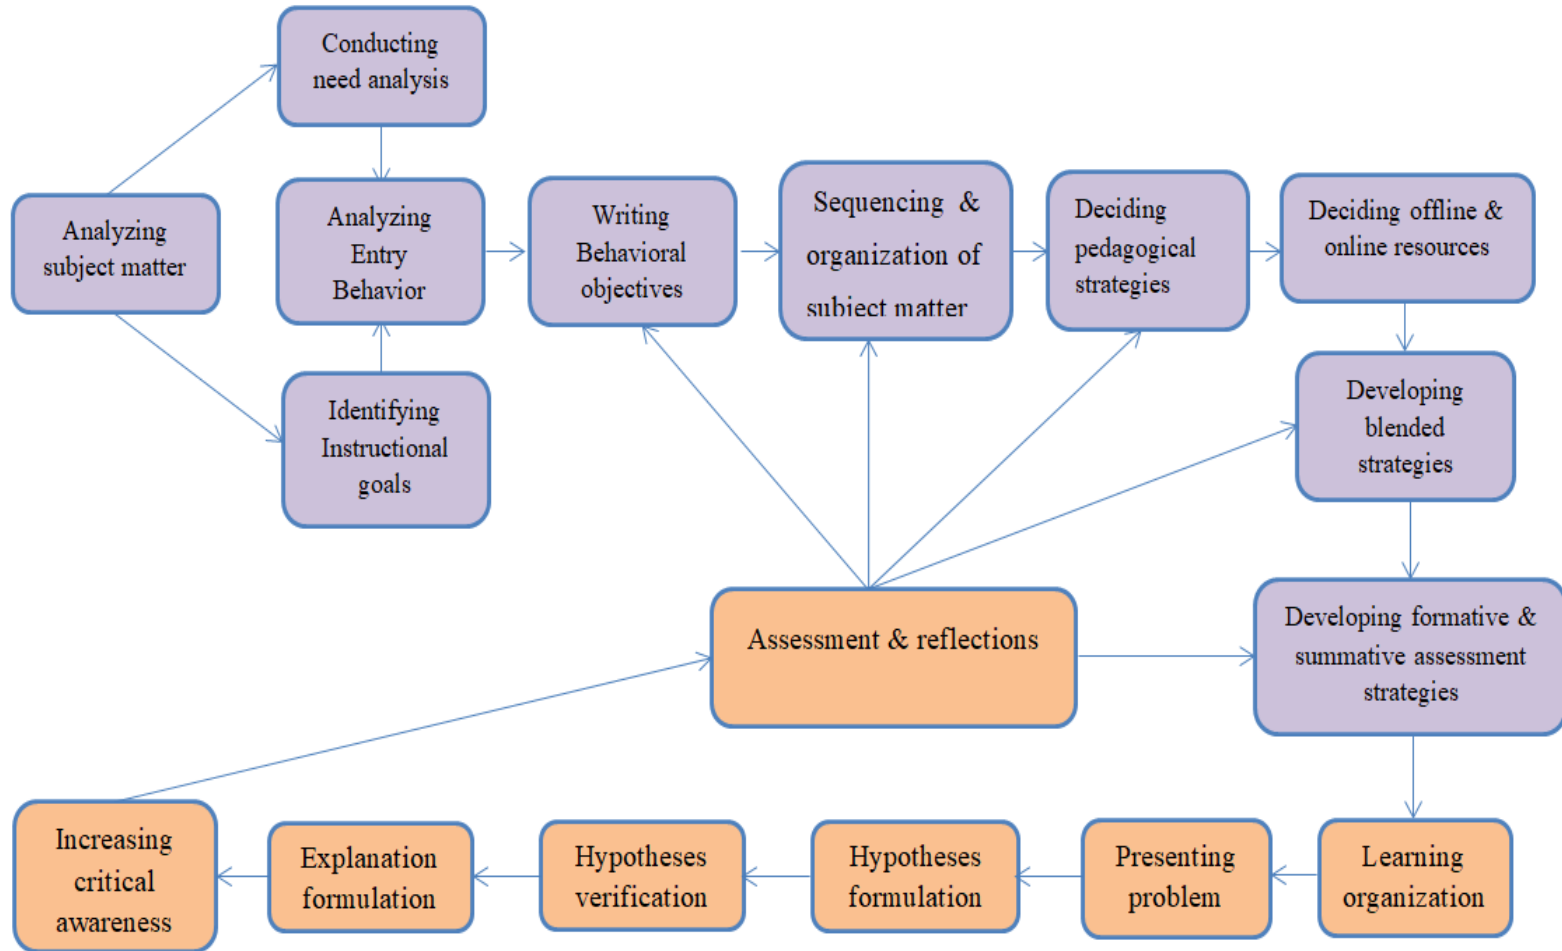 Conducting
need analysis
Analyzing
subject matter
Analyzing
Entry
Behavior
Identifying
Instructional
goals
Writing
Behavioral
objectives
Sequencing &
organization of
subject matter
Deciding
pedagogical
strategies
Deciding offline &
online resources
Developing
blended
strategies
Developing formative &
summative assessment
strategies
Assessment & reflections
Learning
organization
Presenting
problem
Hypotheses
formulation
Hypotheses
verification
Explanation
formulation
Increasing
critical
awareness